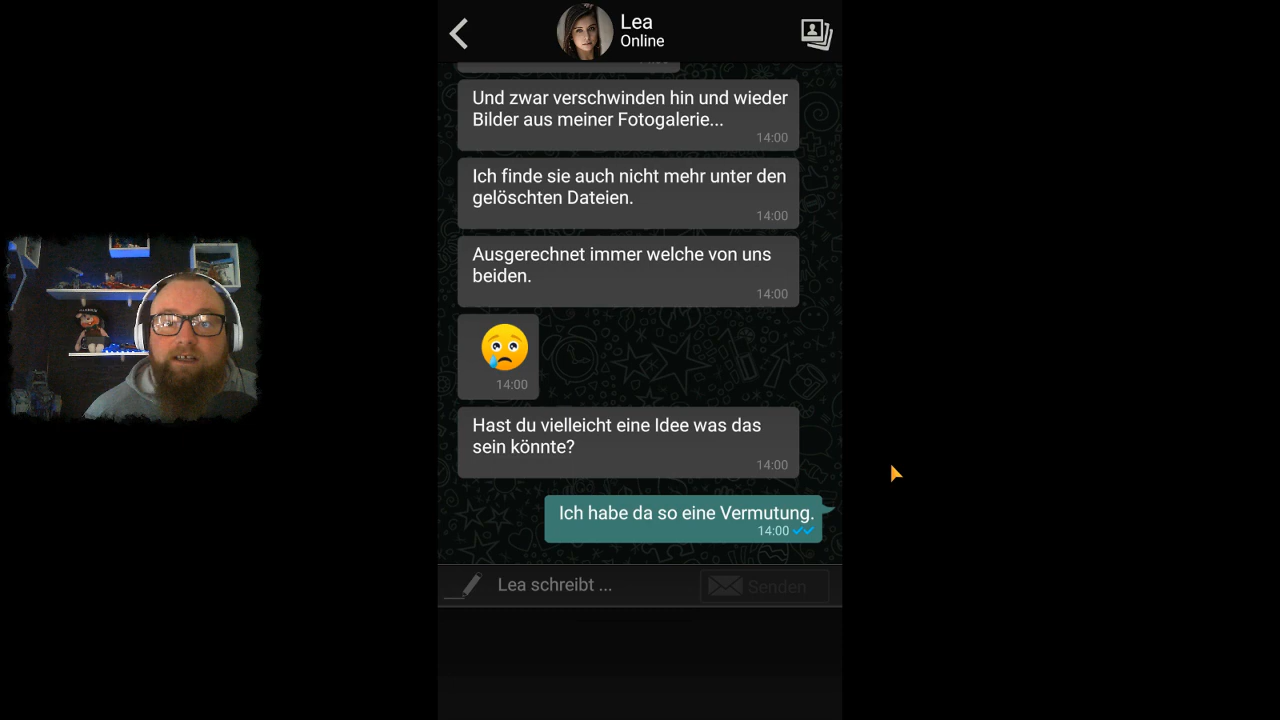 Lea
Online
Und zwar verschwinden hin und wieder
Bilder aus meiner Fotogalerie...
14:00
Ich finde sie auch nicht mehr unter den
gelöschten Dateien.
14:00
Ausgerechnet immer welche von uns
beiden.
14:00
14:00
Hast du vielleicht eine Idee was das
sein könnte?
14:00
Ich habe da so eine Vermutung.
14:00
Lea schreibt ...
Senden